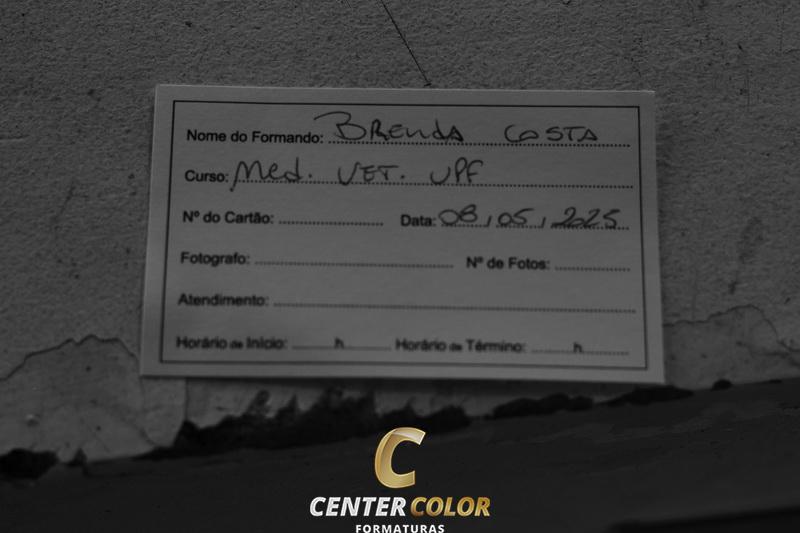 Nome do Formando: Brenda Costa
Curso: Med. Vet. UPF
Nº do Cartão: Data: 08/05/2025
Fotografo: Nº de Fotos:
Atendimento:
Horário de Início: h Horário de Término: h
C
CENTER COLOR
FORMATURAS